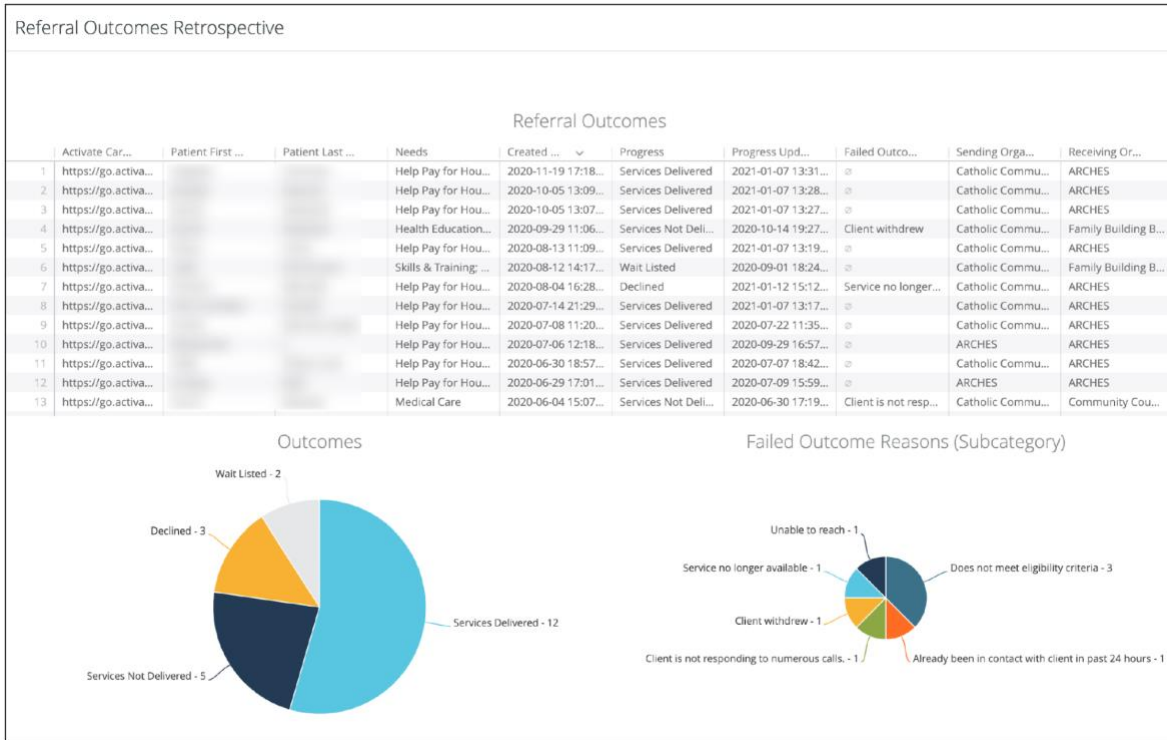 Referral Outcomes Retrospective
Referral Outcomes
Activate Car... Patient First ... Patient Last ... Needs Created ... Progress Progress Upd... Failed Outco... Sending Orga... Receiving Or...
1 https://go.activa... Help Pay for Hou... 2020-11-19 17:18... Services Delivered 2021-01-07 13:31... ∅ Catholic Commu... ARCHES
2 https://go.activa... Help Pay for Hou... 2020-10-05 13:09... Services Delivered 2021-01-07 13:28... ∅ Catholic Commu... ARCHES
3 https://go.activa... Help Pay for Hou... 2020-10-05 13:07... Services Delivered 2021-01-07 13:27... ∅ Catholic Commu... ARCHES
4 https://go.activa... Health Education... 2020-09-29 11:06... Services Not Deli... 2020-10-14 19:27... Client withdrew Catholic Commu... Family Building B...
5 https://go.activa... Help Pay for Hou... 2020-08-13 11:09... Services Delivered 2021-01-07 13:19... ∅ Catholic Commu... ARCHES
6 https://go.activa... Skills & Training; ... 2020-08-12 14:17... Wait Listed 2020-09-01 18:24... ∅ Catholic Commu... Family Building B...
7 https://go.activa... Help Pay for Hou... 2020-08-04 16:28... Declined 2021-01-12 15:12... Service no longer... Catholic Commu... ARCHES
8 https://go.activa... Help Pay for Hou... 2020-07-14 21:29... Services Delivered 2021-01-07 13:17... ∅ Catholic Commu... ARCHES
9 https://go.activa... Help Pay for Hou... 2020-07-08 11:20... Services Delivered 2020-07-22 11:35... ∅ Catholic Commu... ARCHES
10 https://go.activa... Help Pay for Hou... 2020-07-06 12:18... Services Delivered 2020-09-29 16:57... ∅ ARCHES ARCHES
11 https://go.activa... Help Pay for Hou... 2020-06-30 18:57... Services Delivered 2020-07-07 18:42... ∅ Catholic Commu... ARCHES
12 https://go.activa... Help Pay for Hou... 2020-06-29 17:01... Services Delivered 2020-07-09 15:59... ∅ ARCHES ARCHES
13 https://go.activa... Medical Care 2020-06-04 15:07... Services Not Deli... 2020-06-30 17:19... Client is not resp... Catholic Commu... Community Cou...
Outcomes
Wait Listed - 2
Declined - 3
Services Delivered - 12
Services Not Delivered - 5
Failed Outcome Reasons (Subcategory)
Unable to reach - 1
Service no longer available - 1
Does not meet eligibility criteria - 3
Client withdrew - 1
Client is not responding to numerous calls. - 1
Already been in contact with client in past 24 hours - 1